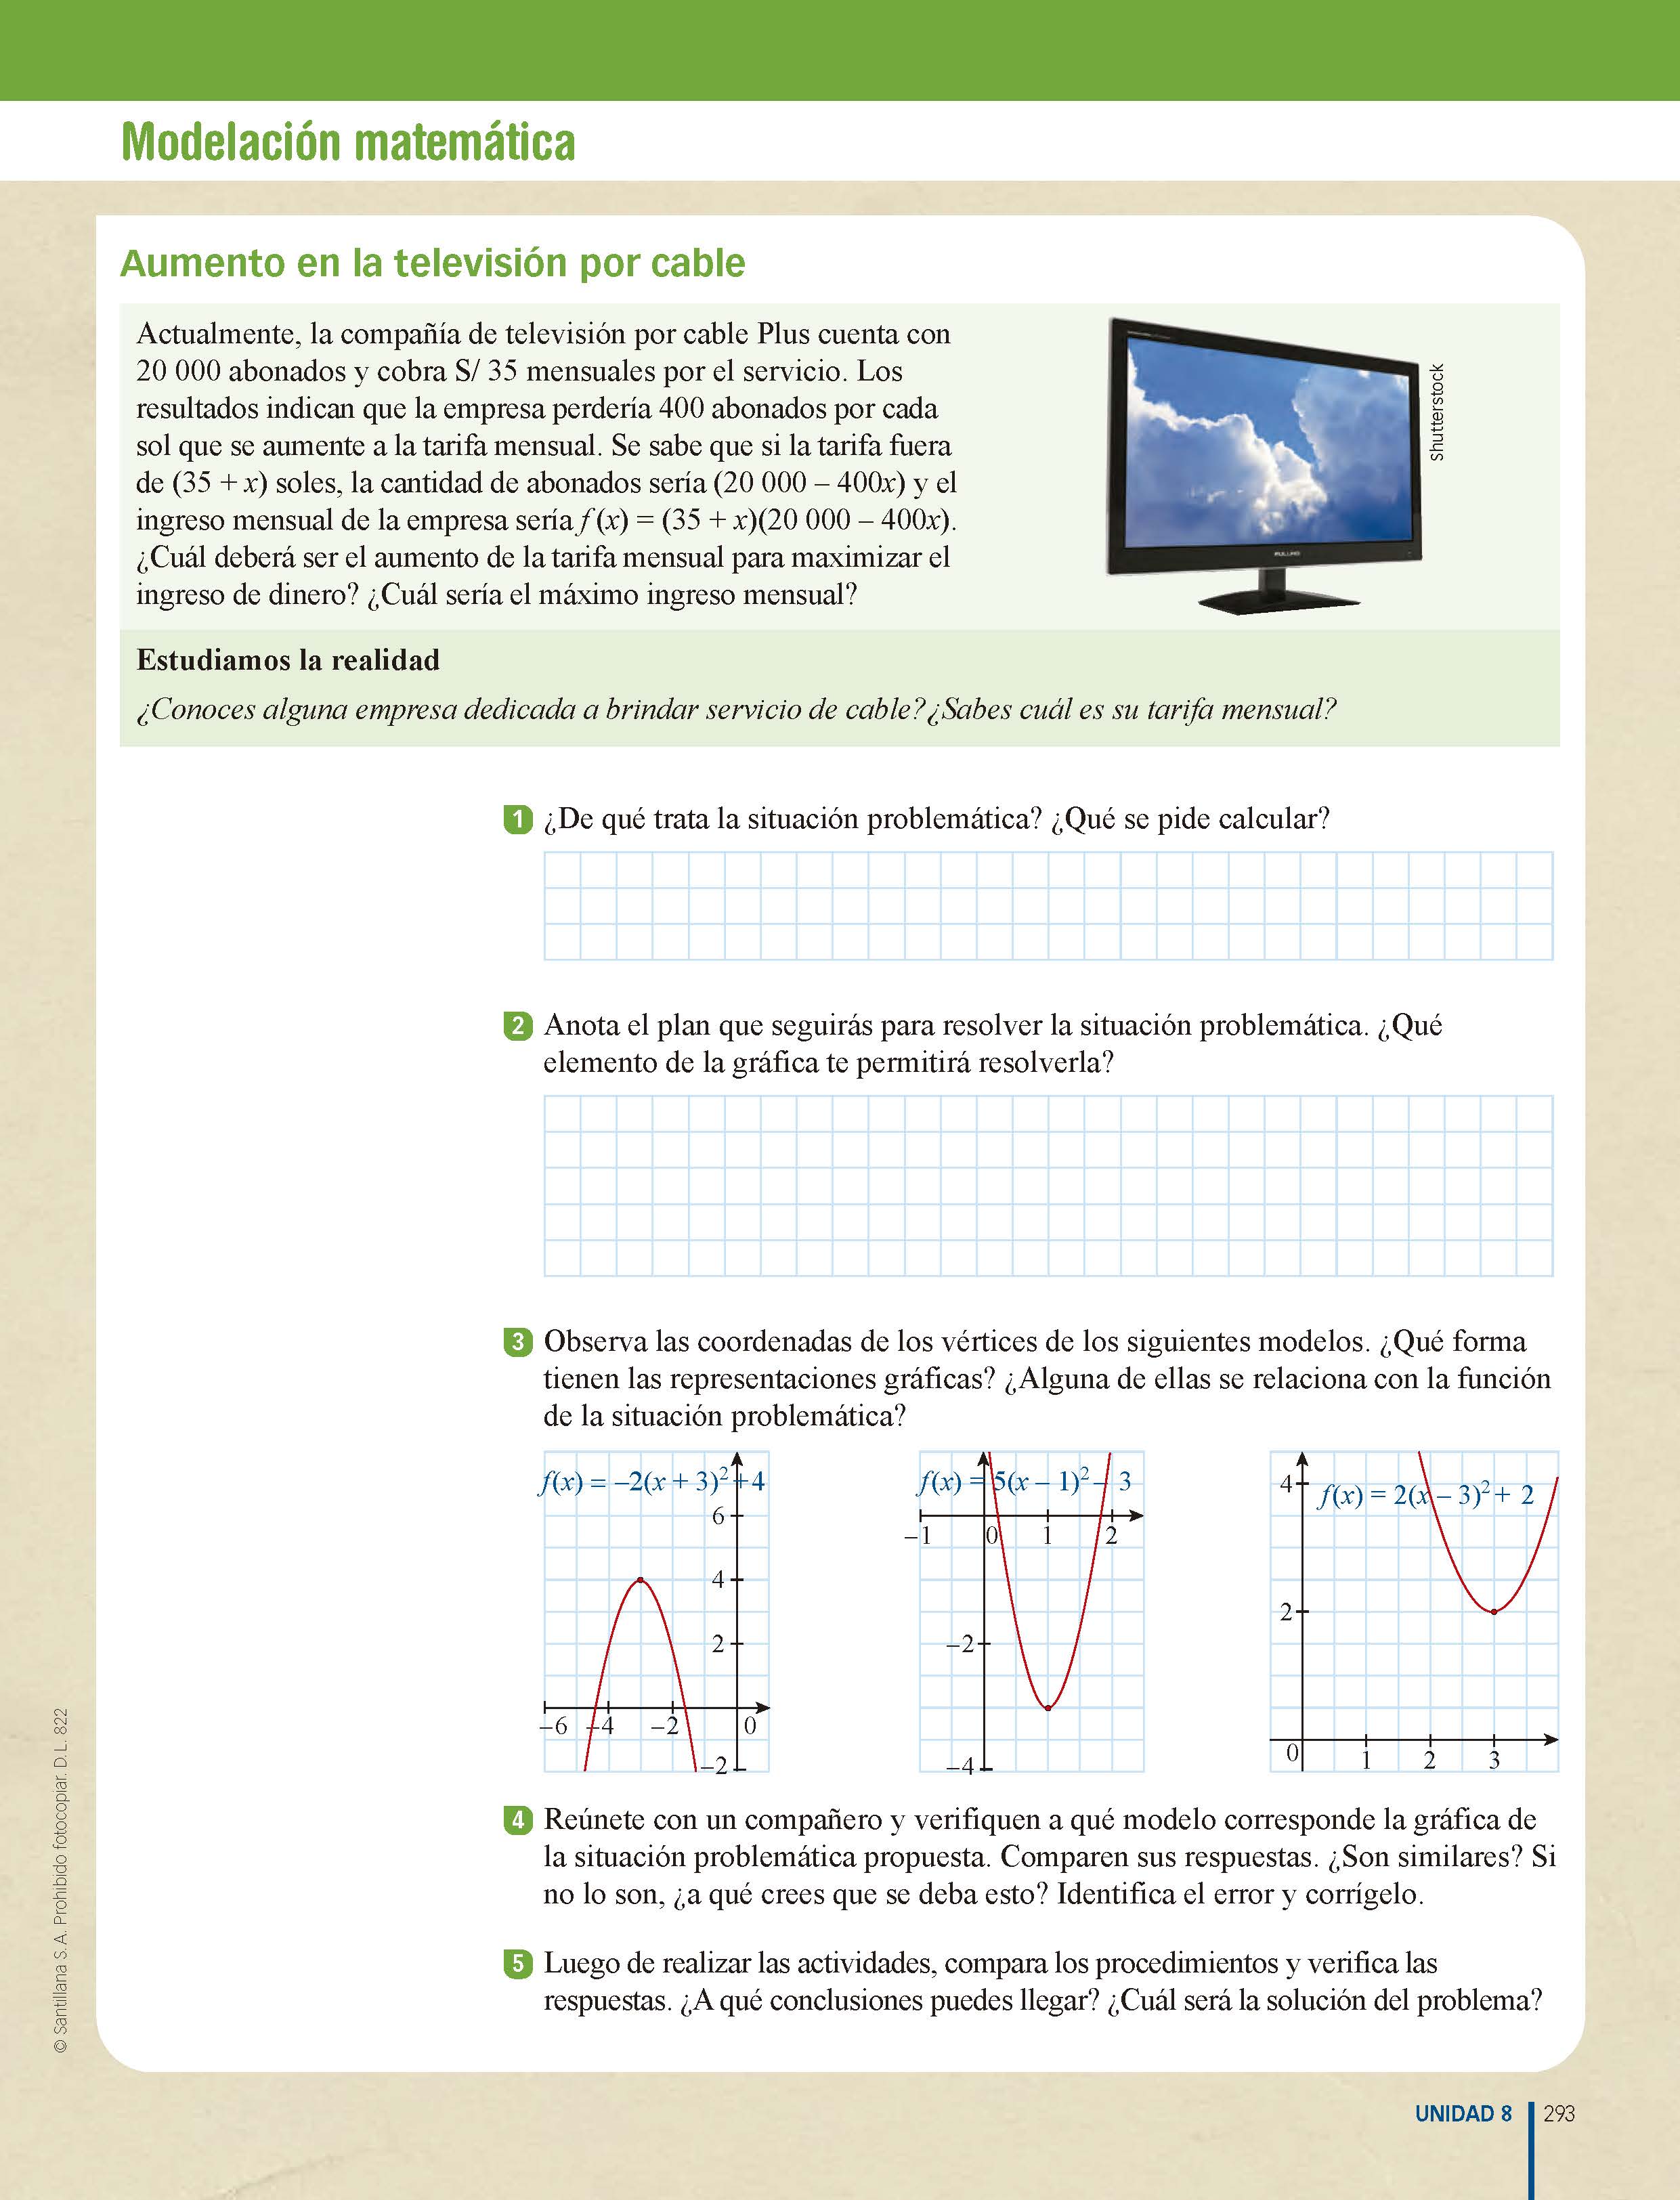 Modelación matemática
Aumento en la televisión por cable
Actualmente, la compañía de televisión por cable Plus cuenta con
20 000 abonados y cobra S/ 35 mensuales por el servicio. Los
resultados indican que la empresa perdería 400 abonados por cada
sol que se aumente a la tarifa mensual. Se sabe que si la tarifa fuera
de (35 + x) soles, la cantidad de abonados sería (20 000 – 400x) y el
ingreso mensual de la empresa sería f (x) = (35 + x)(20 000 – 400x).
¿Cuál deberá ser el aumento de la tarifa mensual para maximizar el
ingreso de dinero? ¿Cuál sería el máximo ingreso mensual?
Shutterstock
Estudiamos la realidad
¿Conoces alguna empresa dedicada a brindar servicio de cable?¿Sabes cuál es su tarifa mensual?
1 ¿De qué trata la situación problemática? ¿Qué se pide calcular?
2 Anota el plan que seguirás para resolver la situación problemática. ¿Qué
elemento de la gráfica te permitirá resolverla?
3 Observa las coordenadas de los vértices de los siguientes modelos. ¿Qué forma
tienen las representaciones gráficas? ¿Alguna de ellas se relaciona con la función
de la situación problemática?
f(x) = –2(x + 3)² +4
6
4
2
–6 –4 –2 0
–2
f(x) = 5(x – 1)² – 3
–1 0 1 2
–2
–4
4
f(x) = 2(x – 3)² + 2
2
0 1 2 3
4 Reúnete con un compañero y verifiquen a qué modelo corresponde la gráfica de
la situación problemática propuesta. Comparen sus respuestas. ¿Son similares? Si
no lo son, ¿a qué crees que se deba esto? Identifica el error y corrígelo.
5 Luego de realizar las actividades, compara los procedimientos y verifica las
respuestas. ¿A qué conclusiones puedes llegar? ¿Cuál será la solución del problema?
© Santillana S. A. Prohibido fotocopiar. D. L. 822
UNIDAD 8 293